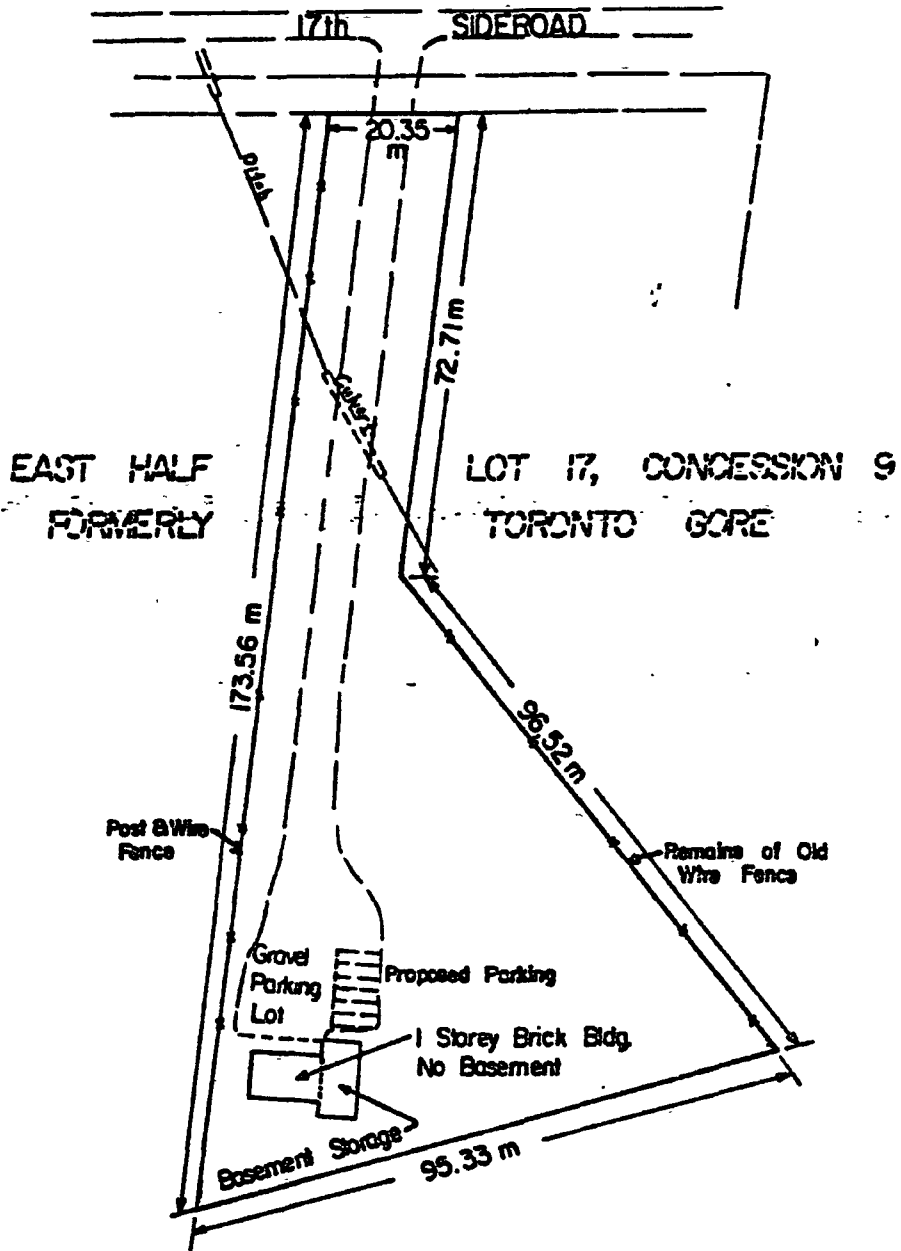 17th SIDEROAD
20.35
m
Ditch
72.71m
Culvert
EAST HALF LOT 17, CONCESSION 9
FORMERLY TORONTO GORE
173.56 m
96.52 m
Post & Wire
Fence
Remains of Old
Wire Fence
Gravel
Parking
Lot
Proposed Parking
1 Storey Brick Bldg.
No Basement
Basement Storage
95.33 m